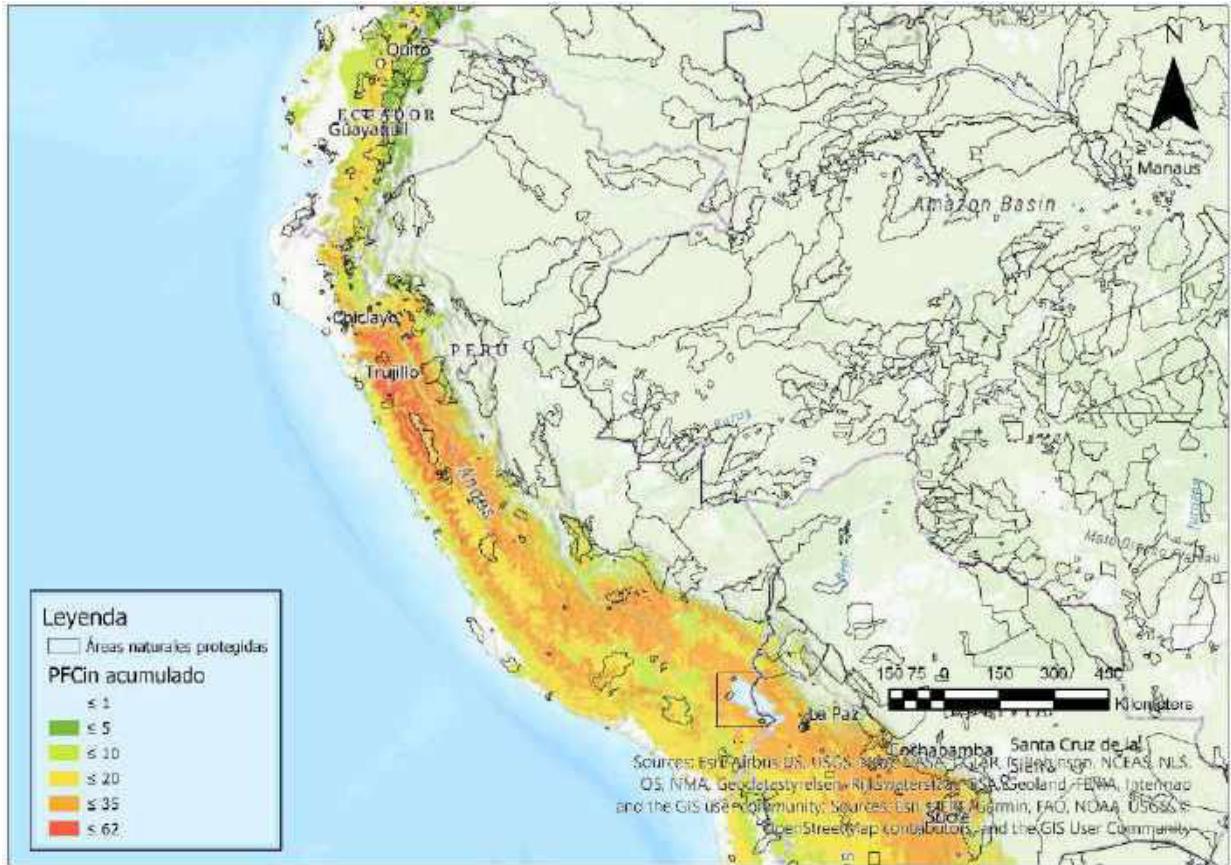 Quito
N
ECUADOR
Guayaquil
Manaus
Amazon Basin
Chiclayo
PERÚ
Trujillo
Andes
Purus
Leyenda
Áreas naturales protegidas
PFCin acumulado
≤ 1
≤ 5
≤ 10
≤ 20
≤ 35
≤ 62
150 75 0 150 300 450
Kilometers
La Paz
Cochabamba
Santa Cruz de la
Sierra
Sources: Esri, Airbus DS, USGS, NGA, NASA, CGIAR, N Robinson, NCEAS, NLS,
OS, NMA, Geodatastyrelsen, Rijkswaterstaat, GSA, Geoland, FEMA, Intermap
and the GIS user community; Sources: Esri, HERE, Garmin, FAO, NOAA, USGS, ©
OpenStreetMap contributors, and the GIS User Community
Sucre